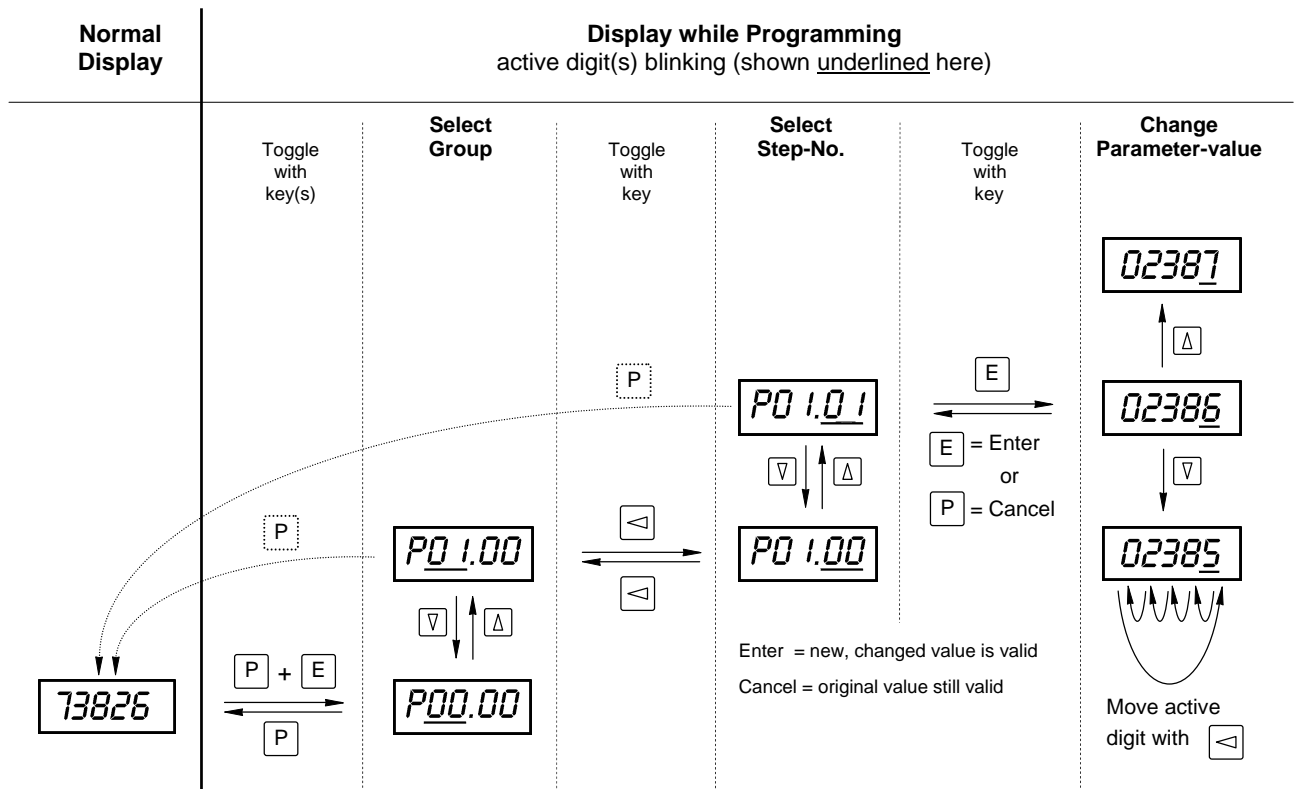 Normal
Display
Display while Programming
active digit(s) blinking (shown underlined here)
Toggle
with
key(s)
Select
Group
Toggle
with
key
Select
Step-No.
Toggle
with
key
Change
Parameter-value
02387
P
E
P01.01
02386
E = Enter
or
P = Cancel
P
P01.00
P01.00
02385
Enter = new, changed value is valid
Cancel = original value still valid
P + E
73826
P00.00
P
Move active
digit with